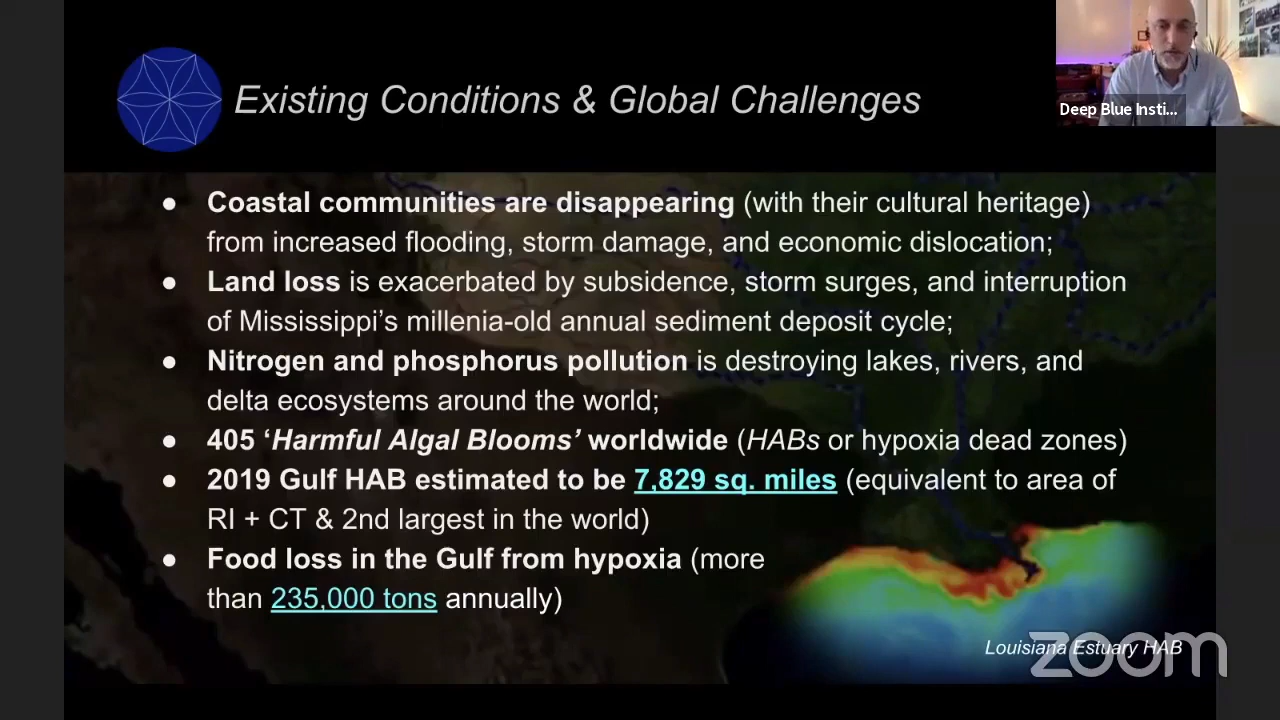 Existing Conditions & Global Challenges
Deep Blue Insti...
● Coastal communities are disappearing (with their cultural heritage)
from increased flooding, storm damage, and economic dislocation;
● Land loss is exacerbated by subsidence, storm surges, and interruption
of Mississippi's millenia-old annual sediment deposit cycle;
● Nitrogen and phosphorus pollution is destroying lakes, rivers, and
delta ecosystems around the world;
● 405 ‘Harmful Algal Blooms’ worldwide (HABs or hypoxia dead zones)
● 2019 Gulf HAB estimated to be 7,829 sq. miles (equivalent to area of
RI + CT & 2nd largest in the world)
● Food loss in the Gulf from hypoxia (more
than 235,000 tons annually)
Louisiana Estuary HAB
zoom